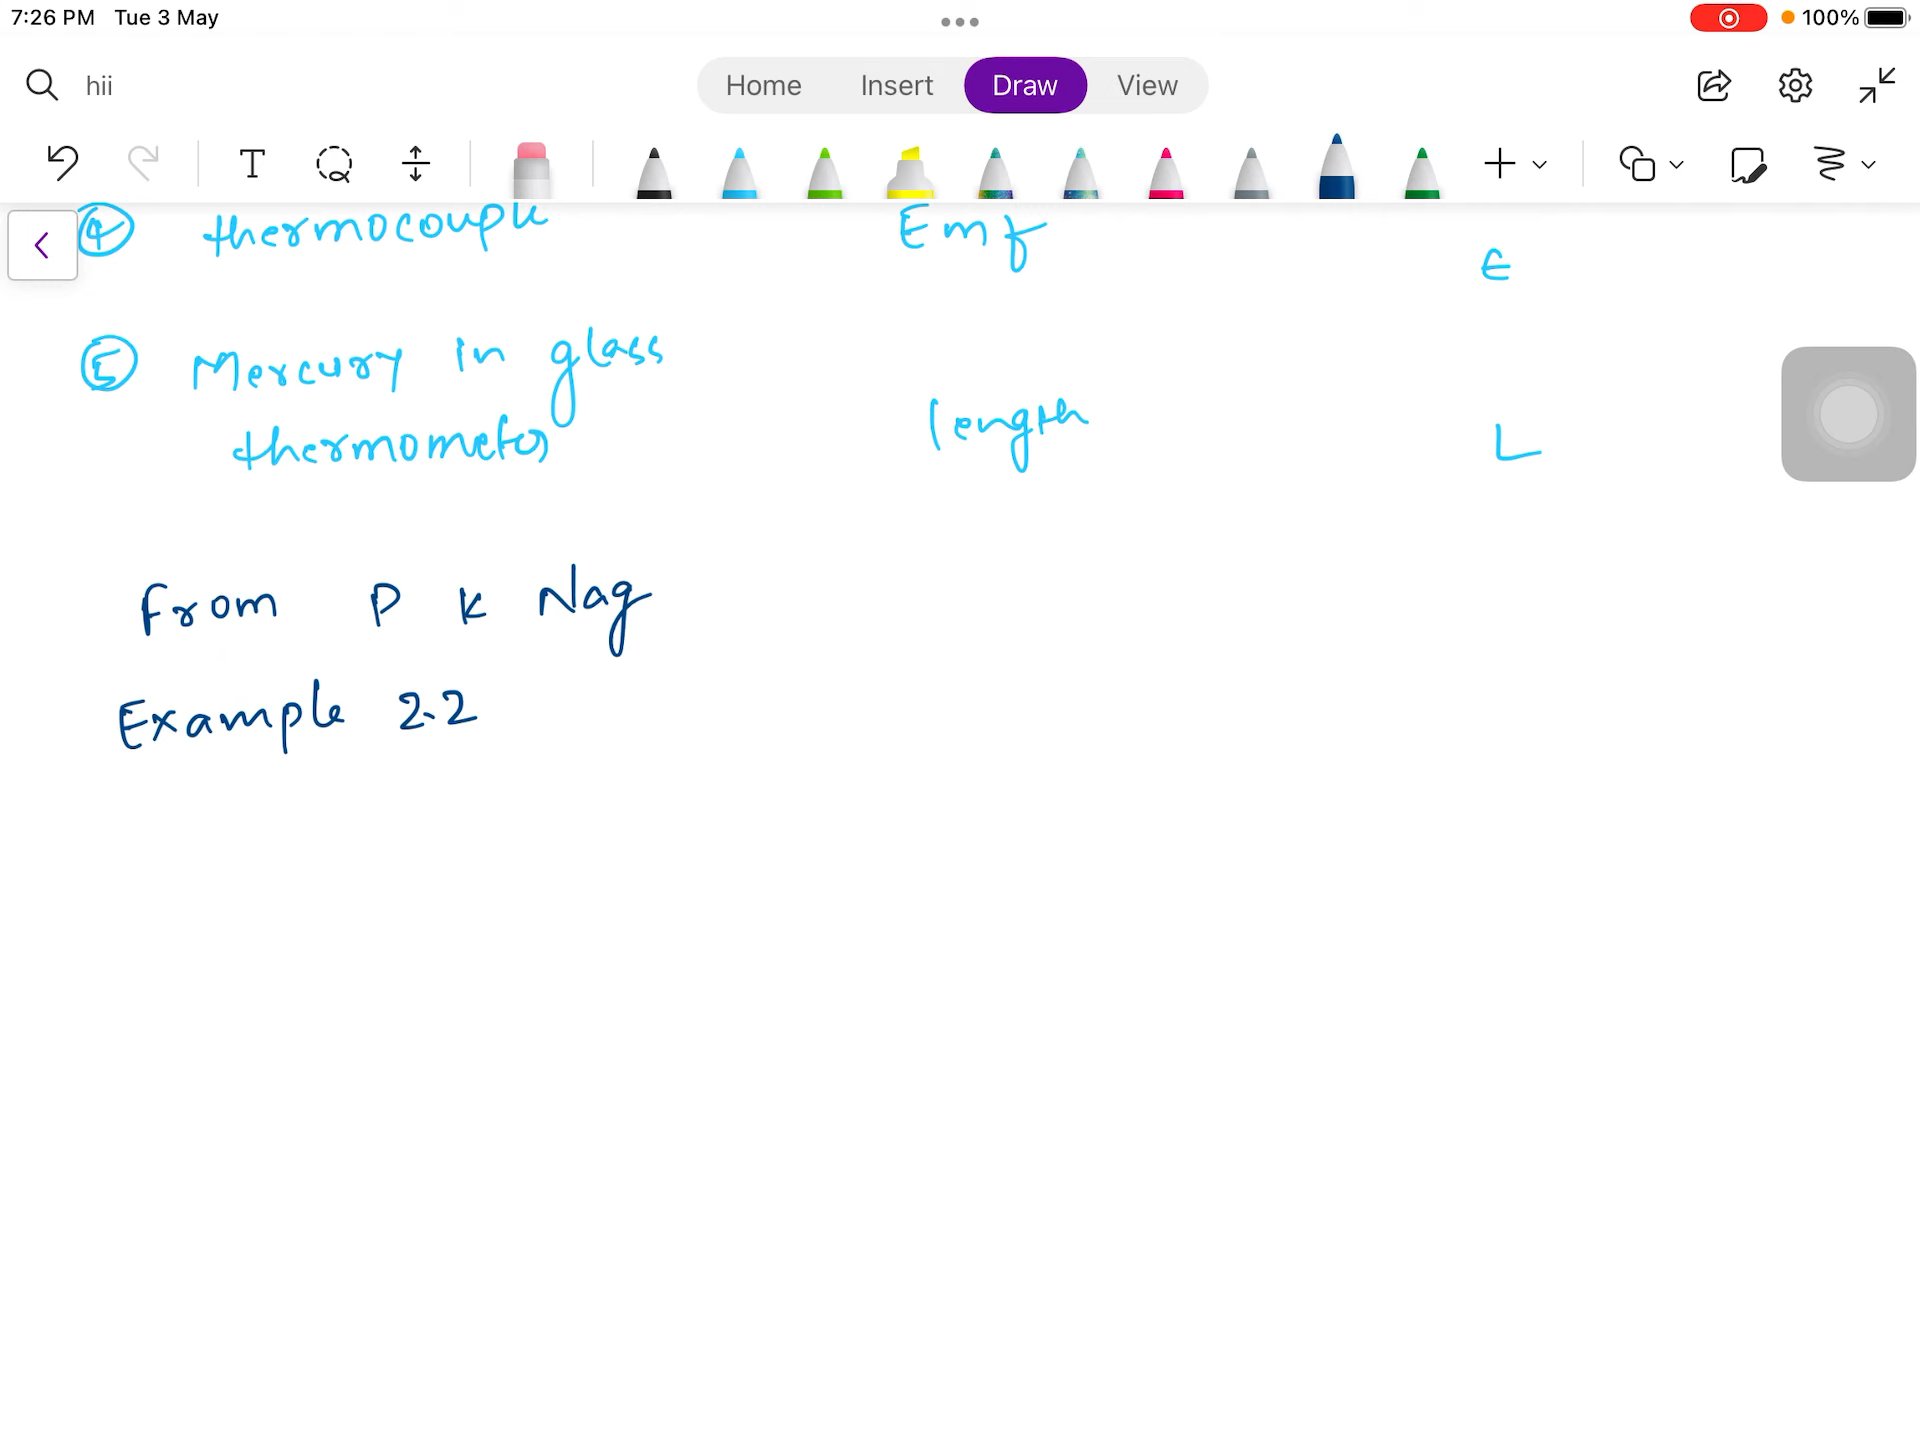 7:26 PM Tue 3 May 100%
hii Home Insert Draw View
T
④ thermocouple Emf ε
⑤ Mercury in glass
thermometer length L
From P K Nag
Example 2.2